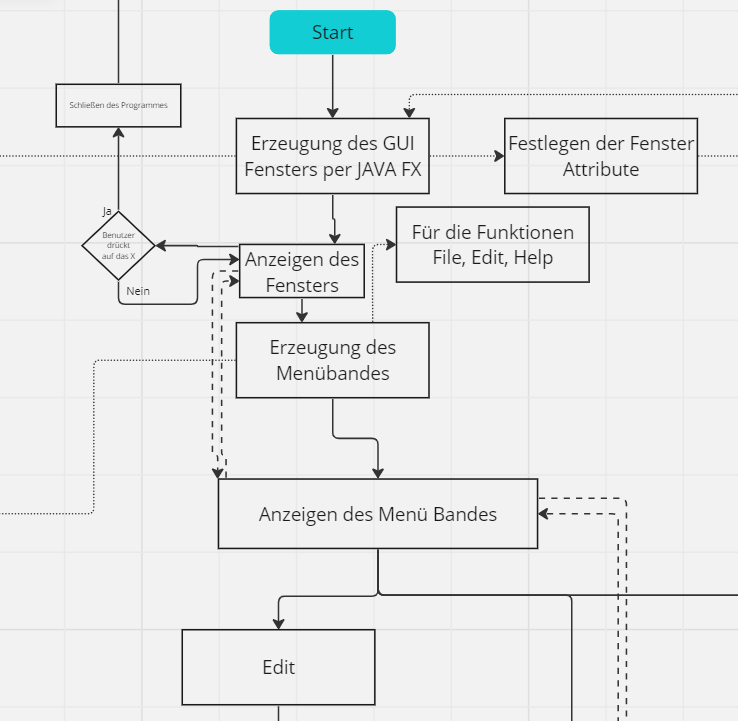 Start
Schließen des Programmes
Erzeugung des GUI
Fensters per JAVA FX
Festlegen der Fenster
Attribute
Ja
Benutzer
drückt
auf das X
Nein
Für die Funktionen
File, Edit, Help
Anzeigen des
Fensters
Erzeugung des
Menübandes
Anzeigen des Menü Bandes
Edit